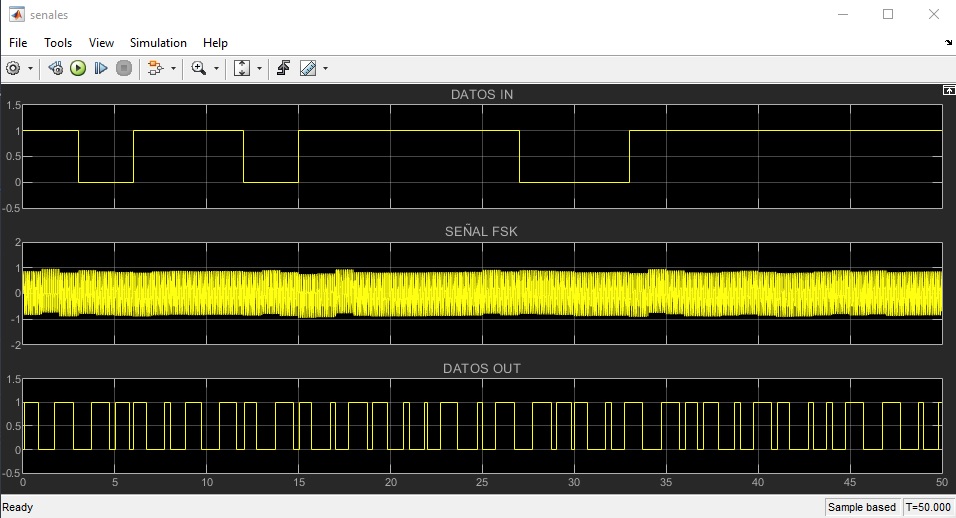 senales
File Tools View Simulation Help
DATOS IN
1.5
1
0.5
0
-0.5
SEÑAL FSK
2
1
0
-1
-2
DATOS OUT
1.5
1
0.5
0
-0.5
0 5 10 15 20 25 30 35 40 45 50
Ready Sample based T=50.000